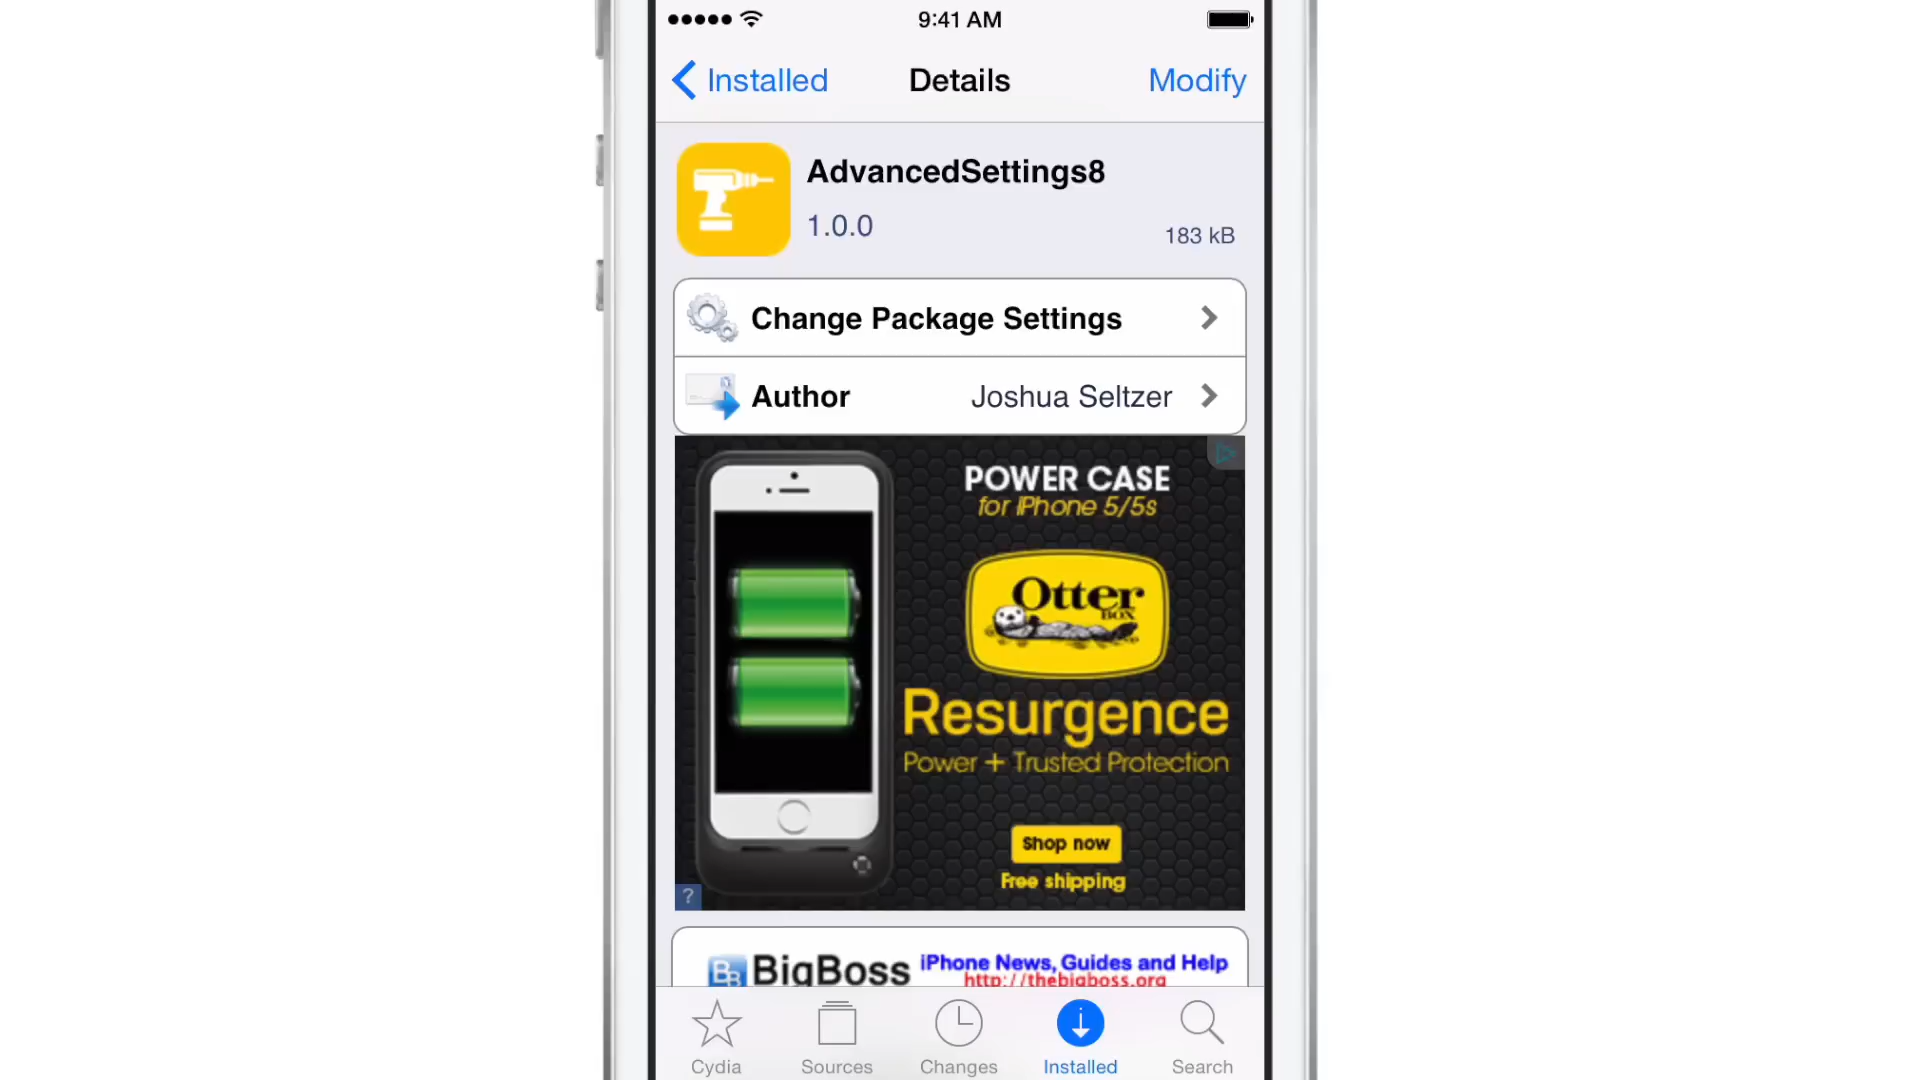 9:41 AM
Installed
Details
Modify
AdvancedSettings8
1.0.0
183 kB
Change Package Settings
Author
Joshua Seltzer
POWER CASE
for iPhone 5/5s
Otter
BOX
Resurgence
Power + Trusted Protection
Shop now
Free shipping
?
BB
BigBoss
iPhone News, Guides and Help
http://thebigboss.org
Cydia
Sources
Changes
Installed
Search